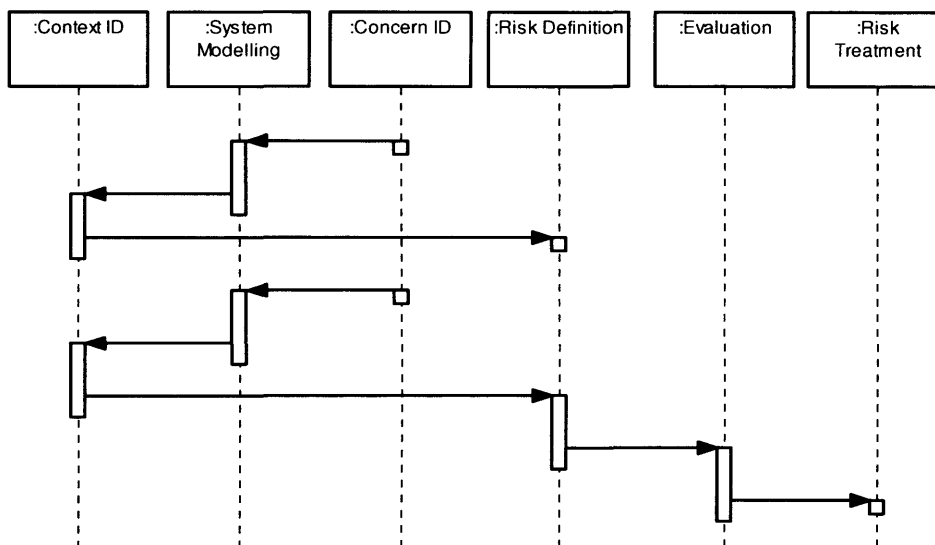 :Context ID
:System
Modelling
:Concern ID
:Risk Definition
:Evaluation
:Risk
Treatment